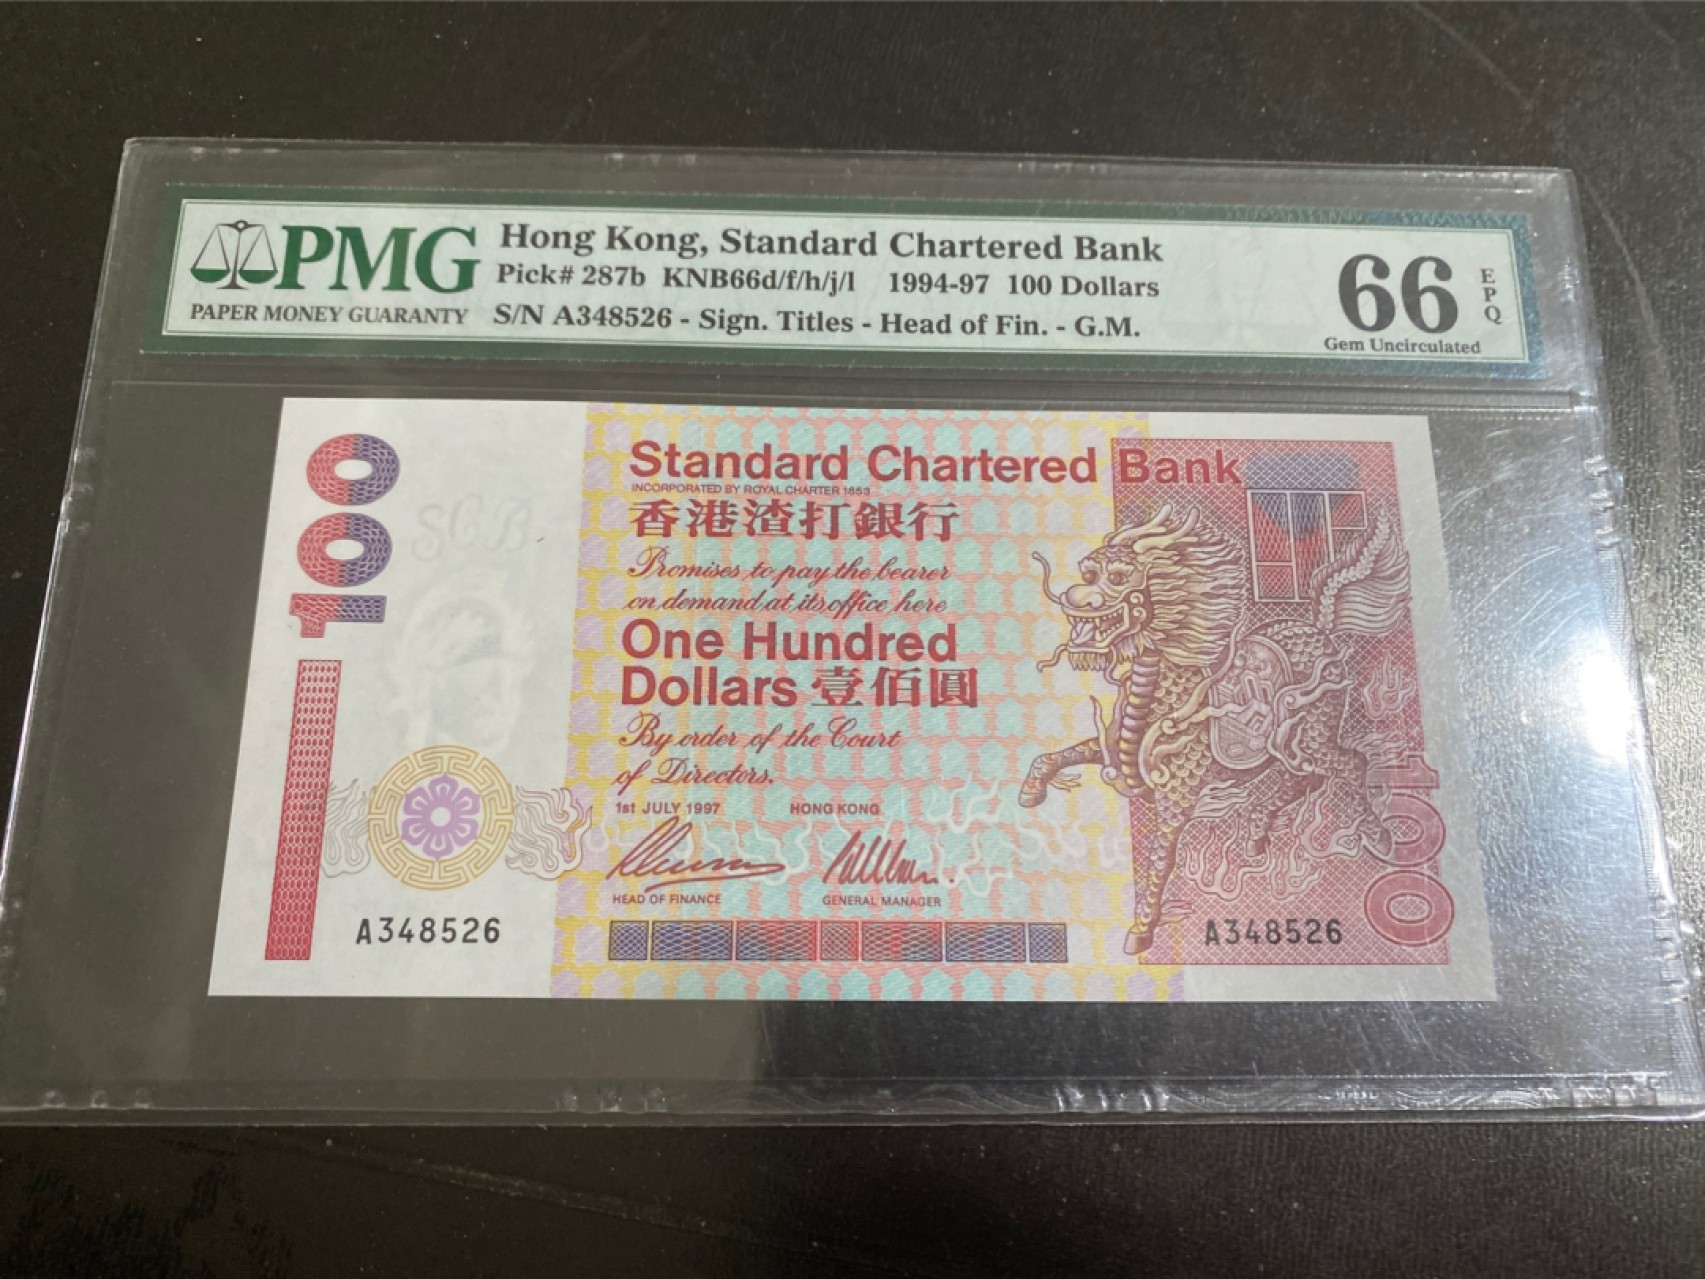 PMG
PAPER MONEY GUARANTY
Hong Kong, Standard Chartered Bank
Pick# 287b KNB66d/f/h/j/l 1994-97 100 Dollars
S/N A348526 - Sign. Titles - Head of Fin. - G.M.
66
EPQ
Gem Uncirculated
100
SCB
Standard Chartered Bank
INCORPORATED BY ROYAL CHARTER 1853
香港渣打銀行
Promises to pay the bearer
on demand at its office here
One Hundred
Dollars 壹佰圓
By order of the Court
of Directors.
1st JULY 1997 HONG KONG
HEAD OF FINANCE GENERAL MANAGER
A348526
A348526
100